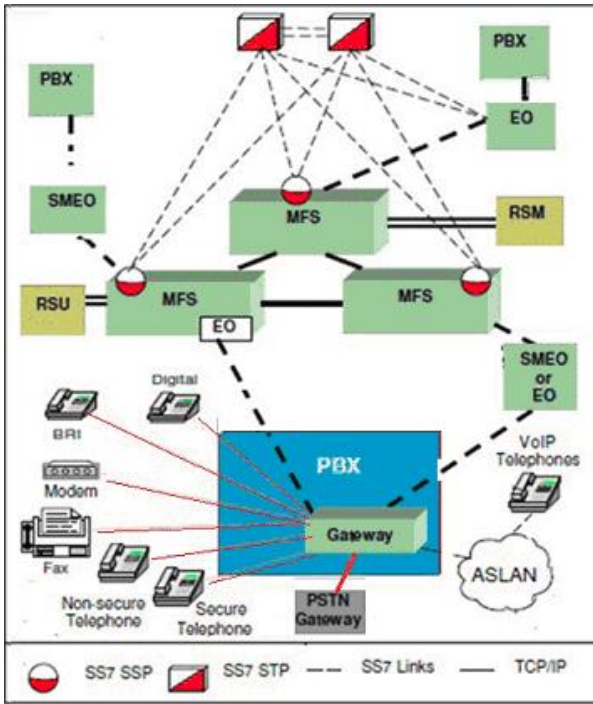 PBX
PBX
EO
SMEO
MFS
RSM
RSU
MFS
MFS
EO
SMEO
or
EO
Digital
BRI
Modem
Fax
Non-secure
Telephone
Secure
Telephone
PBX
Gateway
PSTN
Gateway
VoIP
Telephones
ASLAN
SS7 SSP
SS7 STP
SS7 Links
TCP/IP